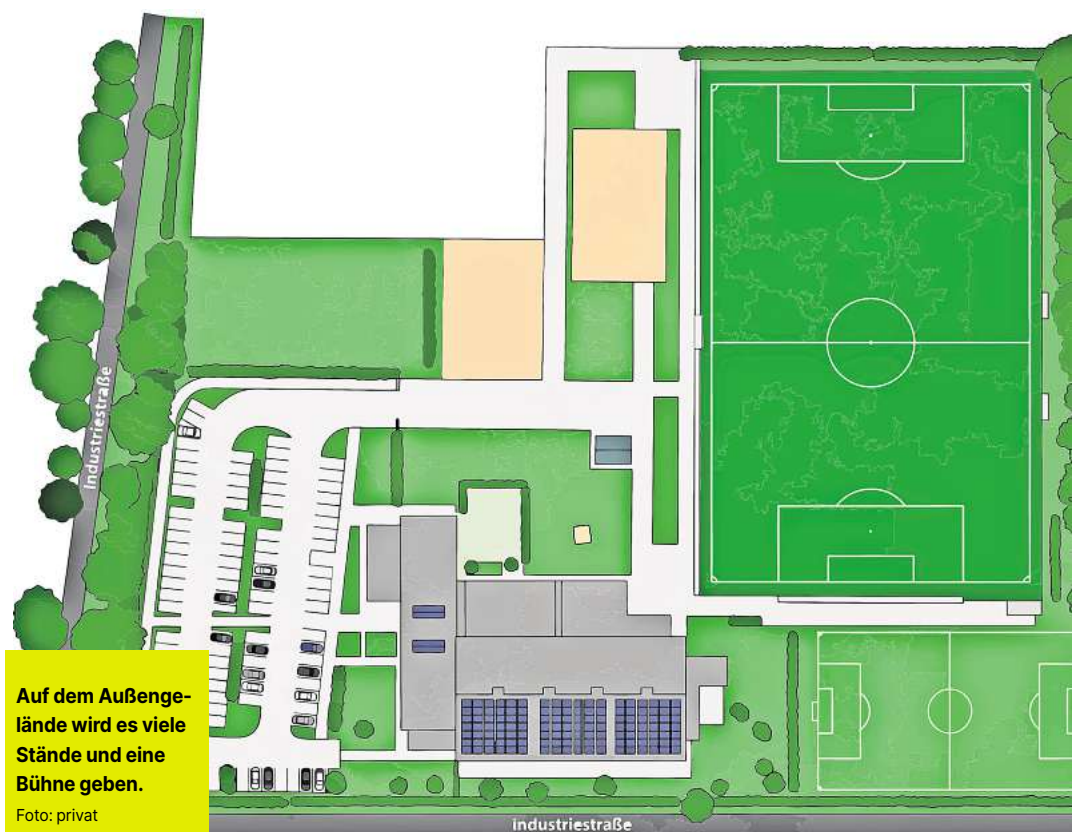 Industriestraße
Auf dem Außenge-
lände wird es viele
Stände und eine
Bühne geben.
Foto: privat
Industriestraße